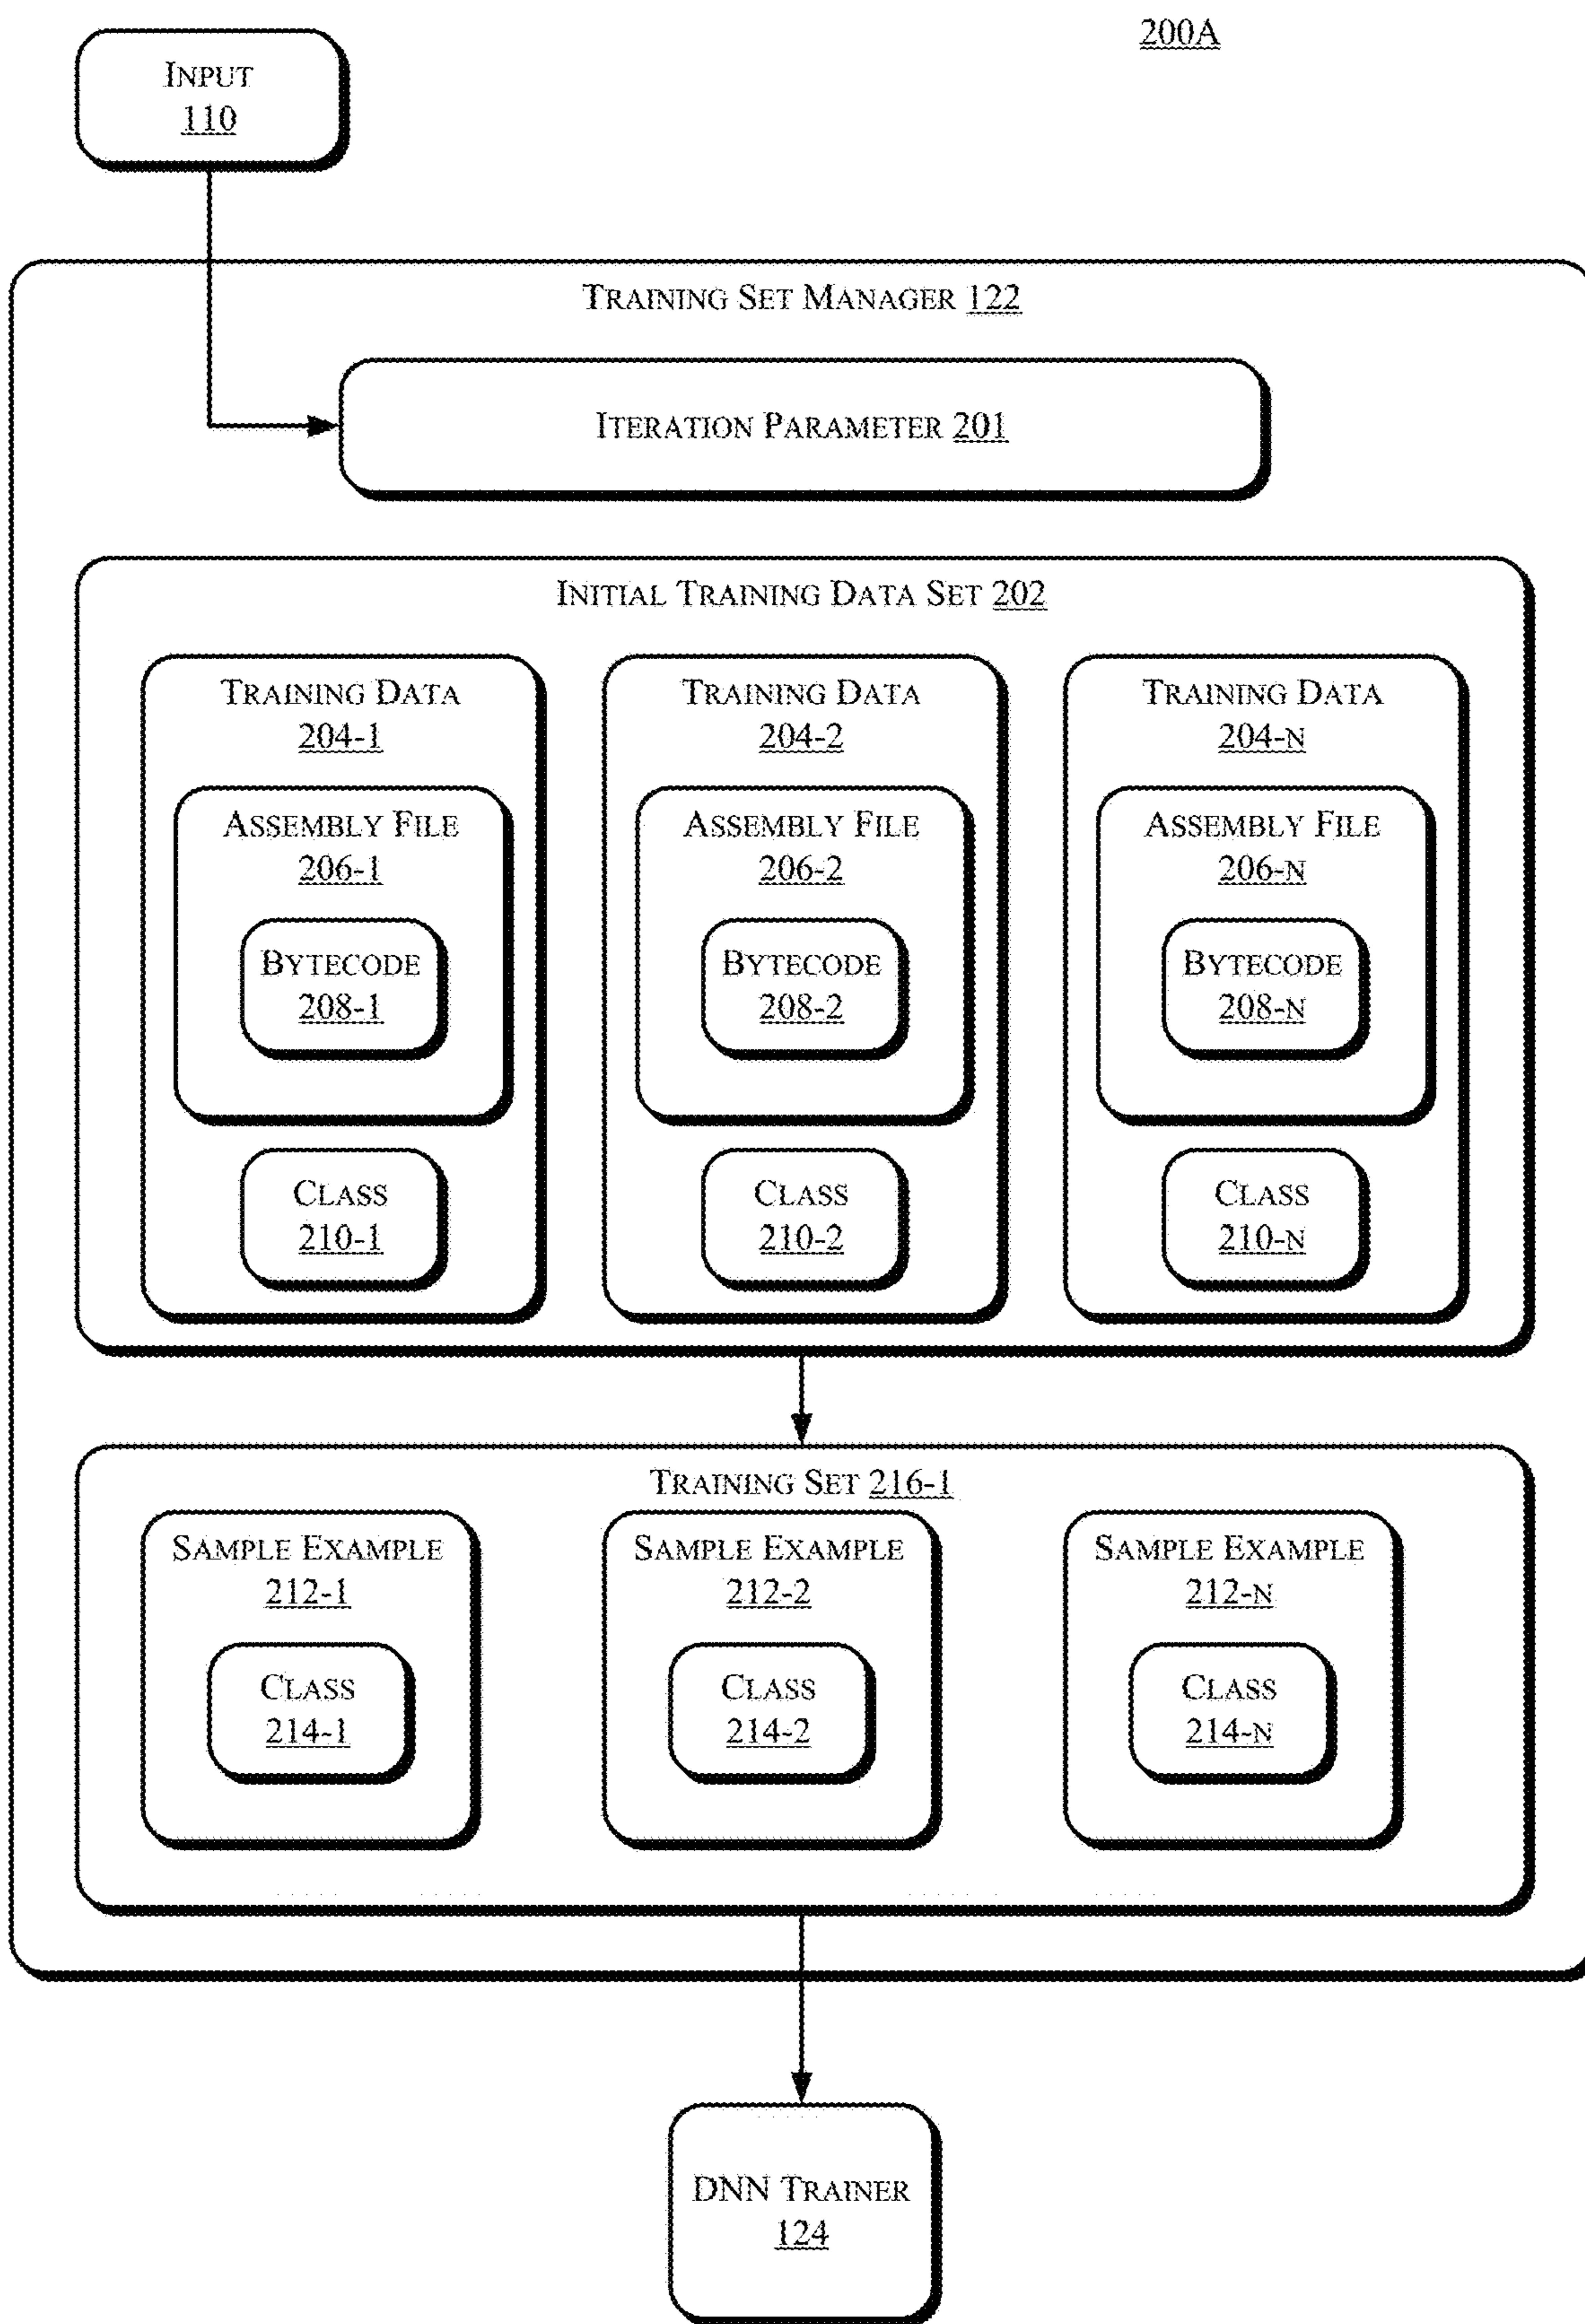 200A
INPUT
110
TRAINING SET MANAGER 122
ITERATION PARAMETER 201
INITIAL TRAINING DATA SET 202
TRAINING DATA
204-1
ASSEMBLY FILE
206-1
BYTECODE
208-1
CLASS
210-1
TRAINING DATA
204-2
ASSEMBLY FILE
206-2
BYTECODE
208-2
CLASS
210-2
TRAINING DATA
204-N
ASSEMBLY FILE
206-N
BYTECODE
208-N
CLASS
210-N
TRAINING SET 216-1
SAMPLE EXAMPLE
212-1
CLASS
214-1
SAMPLE EXAMPLE
212-2
CLASS
214-2
SAMPLE EXAMPLE
212-N
CLASS
214-N
DNN TRAINER
124